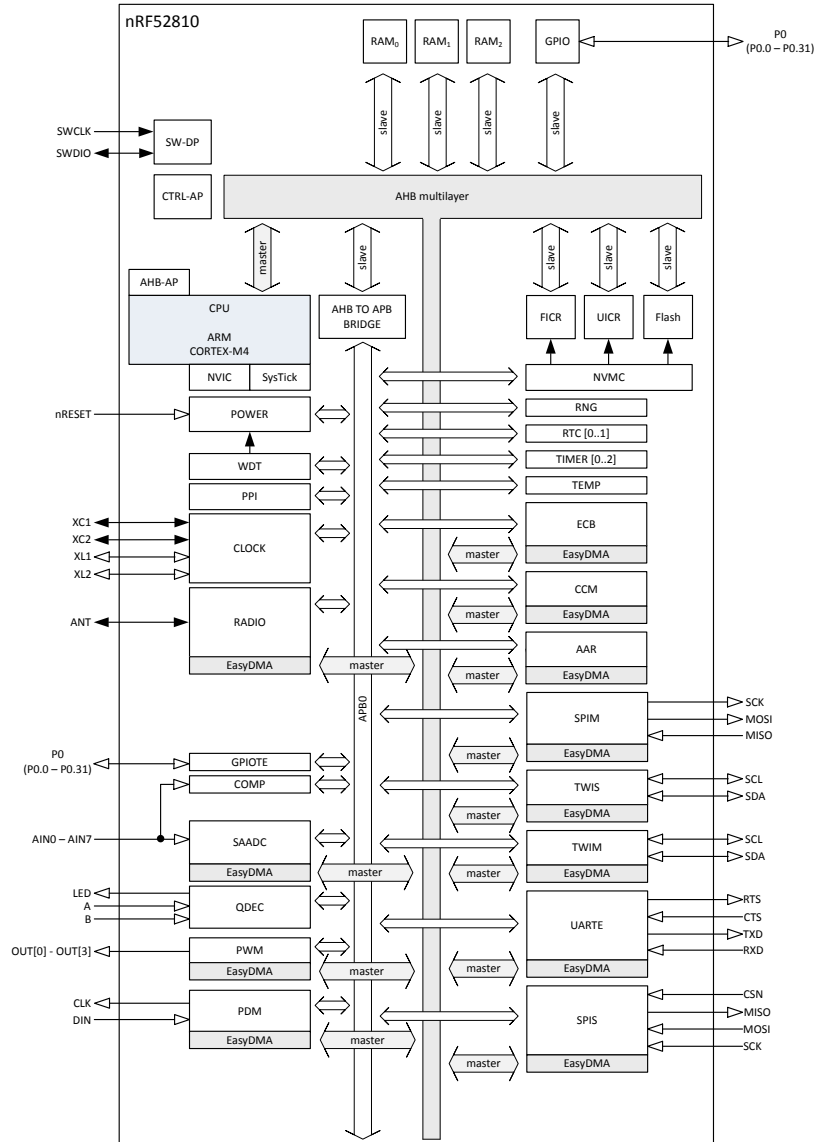 nRF52810
RAM0
RAM1
RAM2
GPIO
P0
(P0.0 – P0.31)
slave
slave
slave
slave
SWCLK
SWDIO
SW-DP
CTRL-AP
AHB multilayer
master
slave
slave
slave
slave
AHB-AP
CPU
ARM
CORTEX-M4
NVIC
SysTick
AHB TO APB
BRIDGE
FICR
UICR
Flash
NVMC
nRESET
POWER
RNG
RTC [0..1]
WDT
TIMER [0..2]
PPI
TEMP
XC1
XC2
XL1
XL2
CLOCK
ECB
master
EasyDMA
ANT
RADIO
EasyDMA
master
CCM
master
EasyDMA
AAR
master
EasyDMA
APB0
SPIM
master
EasyDMA
SCK
MOSI
MISO
P0
(P0.0 – P0.31)
GPIOTE
COMP
TWIS
master
EasyDMA
SCL
SDA
AIN0 – AIN7
SAADC
EasyDMA
master
TWIM
master
EasyDMA
SCL
SDA
LED
A
B
QDEC
UARTE
master
EasyDMA
RTS
CTS
TXD
RXD
OUT[0] - OUT[3]
PWM
EasyDMA
master
CLK
DIN
PDM
EasyDMA
master
SPIS
master
EasyDMA
CSN
MISO
MOSI
SCK